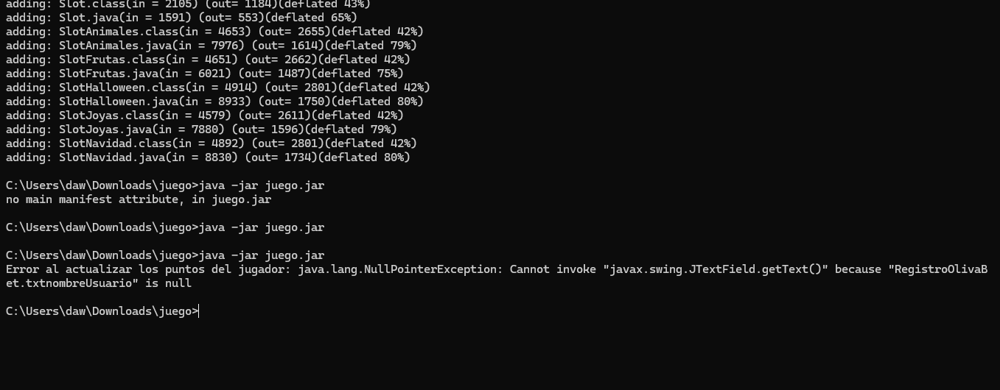 adding: Slot.class(in = 2105) (out= 1184)(deflated 43%)
adding: Slot.java(in = 1591) (out= 553)(deflated 65%)
adding: SlotAnimales.class(in = 4653) (out= 2655)(deflated 42%)
adding: SlotAnimales.java(in = 7976) (out= 1614)(deflated 79%)
adding: SlotFrutas.class(in = 4651) (out= 2662)(deflated 42%)
adding: SlotFrutas.java(in = 6021) (out= 1487)(deflated 75%)
adding: SlotHalloween.class(in = 4914) (out= 2801)(deflated 42%)
adding: SlotHalloween.java(in = 8933) (out= 1750)(deflated 80%)
adding: SlotJoyas.class(in = 4579) (out= 2611)(deflated 42%)
adding: SlotJoyas.java(in = 7880) (out= 1596)(deflated 79%)
adding: SlotNavidad.class(in = 4892) (out= 2801)(deflated 42%)
adding: SlotNavidad.java(in = 8830) (out= 1734)(deflated 80%)
C:\Users\daw\Downloads\juego>java -jar juego.jar
no main manifest attribute, in juego.jar
C:\Users\daw\Downloads\juego>java -jar juego.jar
C:\Users\daw\Downloads\juego>java -jar juego.jar
Error al actualizar los puntos del jugador: java.lang.NullPointerException: Cannot invoke "javax.swing.JTextField.getText()" because "RegistroOlivaB
et.txtnombreUsuario" is null
C:\Users\daw\Downloads\juego>